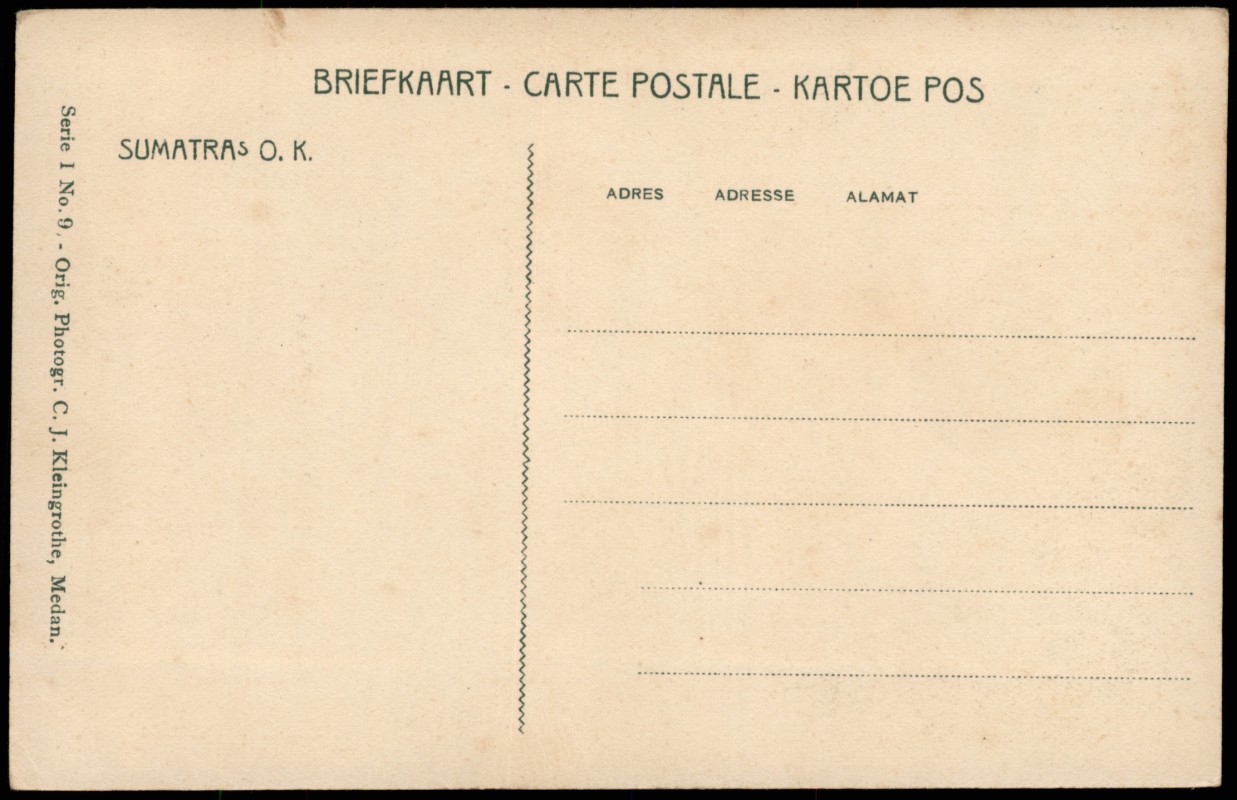 BRIEFKAART - CARTE POSTALE - KARTOE POS
SUMATRAs O. K.
ADRES ADRESSE ALAMAT
Serie I No. 9. - Orig. Photogr. C. J. Kleingrothe, Medan.